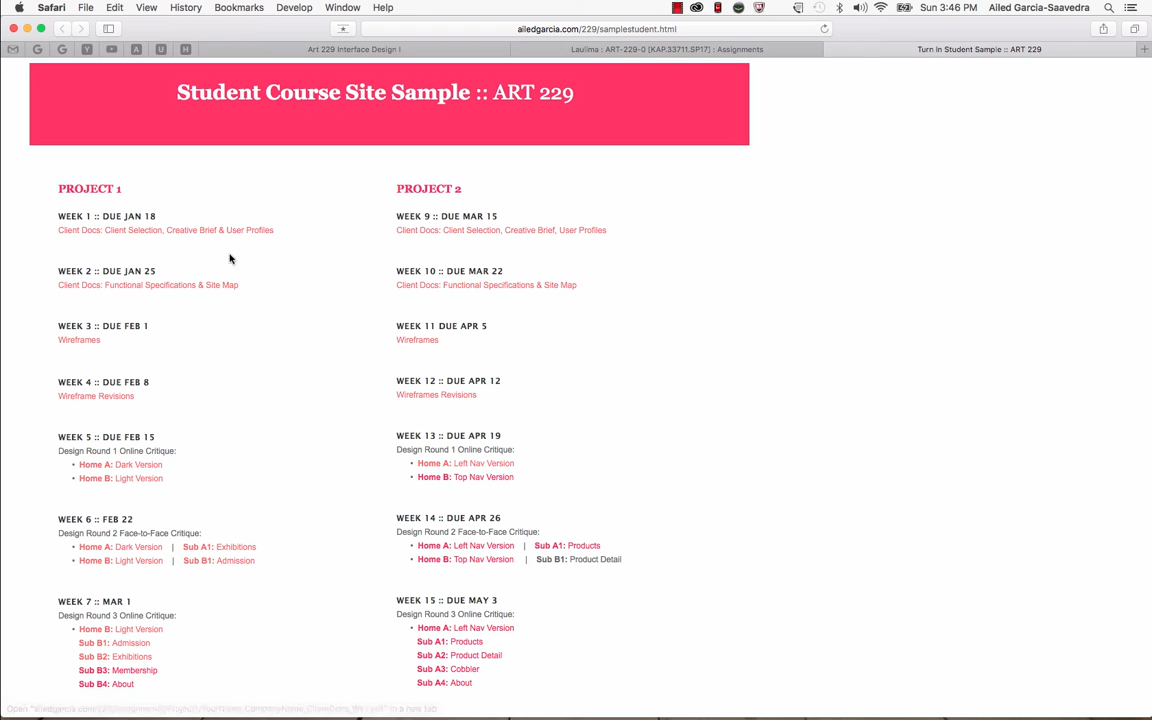 Safari File Edit View History Bookmarks Develop Window Help Sun 3:46 PM Ailed Garcia-Saavedra
ailedgarcia.com/229/samplestudent.html
Art 229 Interface Design I
Laulima : ART-229-0 [KAP.33711.SP17] : Assignments
Turn In Student Sample :: ART 229
Student Course Site Sample :: ART 229
PROJECT 1
WEEK 1 :: DUE JAN 18
Client Docs: Client Selection, Creative Brief & User Profiles
WEEK 2 :: DUE JAN 25
Client Docs: Functional Specifications & Site Map
WEEK 3 :: DUE FEB 1
Wireframes
WEEK 4 :: DUE FEB 8
Wireframe Revisions
WEEK 5 :: DUE FEB 15
Design Round 1 Online Critique:
• Home A: Dark Version
• Home B: Light Version
WEEK 6 :: FEB 22
Design Round 2 Face-to-Face Critique:
• Home A: Dark Version | Sub A1: Exhibitions
• Home B: Light Version | Sub B1: Admission
WEEK 7 :: MAR 1
Design Round 3 Online Critique:
• Home B: Light Version
Sub B1: Admission
Sub B2: Exhibitions
Sub B3: Membership
Sub B4: About
PROJECT 2
WEEK 9 :: DUE MAR 15
Client Docs: Client Selection, Creative Brief, User Profiles
WEEK 10 :: DUE MAR 22
Client Docs: Functional Specifications & Site Map
WEEK 11 DUE APR 5
Wireframes
WEEK 12 :: DUE APR 12
Wireframes Revisions
WEEK 13 :: DUE APR 19
Design Round 1 Online Critique:
• Home A: Left Nav Version
• Home B: Top Nav Version
WEEK 14 :: DUE APR 26
Design Round 2 Face-to-Face Critique:
• Home A: Left Nav Version | Sub A1: Products
• Home B: Top Nav Version | Sub B1: Product Detail
WEEK 15 :: DUE MAY 3
Design Round 3 Online Critique:
• Home A: Left Nav Version
Sub A1: Products
Sub A2: Product Detail
Sub A3: Cobbler
Sub A4: About